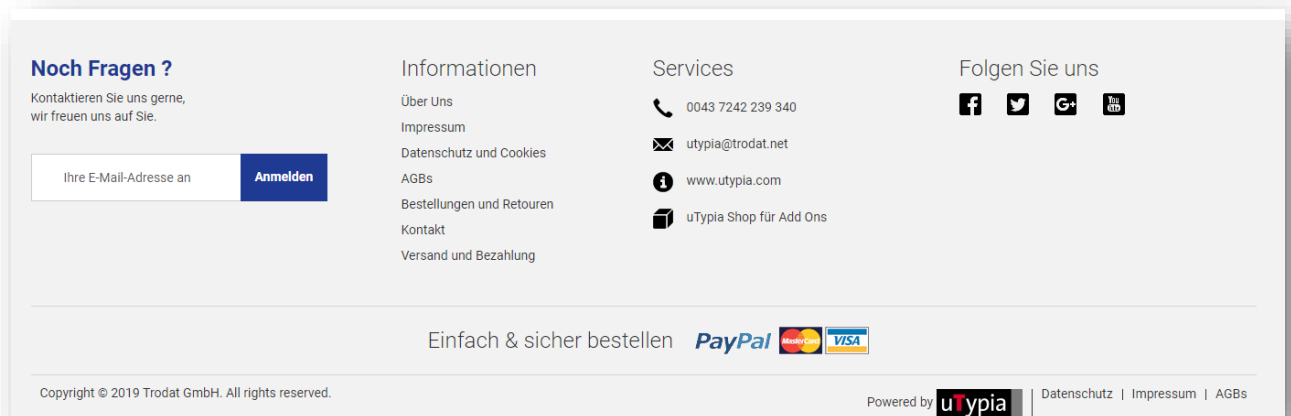 Noch Fragen ?
Kontaktieren Sie uns gerne,
wir freuen uns auf Sie.
Ihre E-Mail-Adresse an
Anmelden
Informationen
Über Uns
Impressum
Datenschutz und Cookies
AGBs
Bestellungen und Retouren
Kontakt
Versand und Bezahlung
Services
0043 7242 239 340
utypia@trodat.net
www.utypia.com
uTypia Shop für Add Ons
Folgen Sie uns
f
G+
You Tube
Einfach & sicher bestellen
PayPal
MasterCard
VISA
Copyright © 2019 Trodat GmbH. All rights reserved.
Powered by uTypia
Datenschutz | Impressum | AGBs